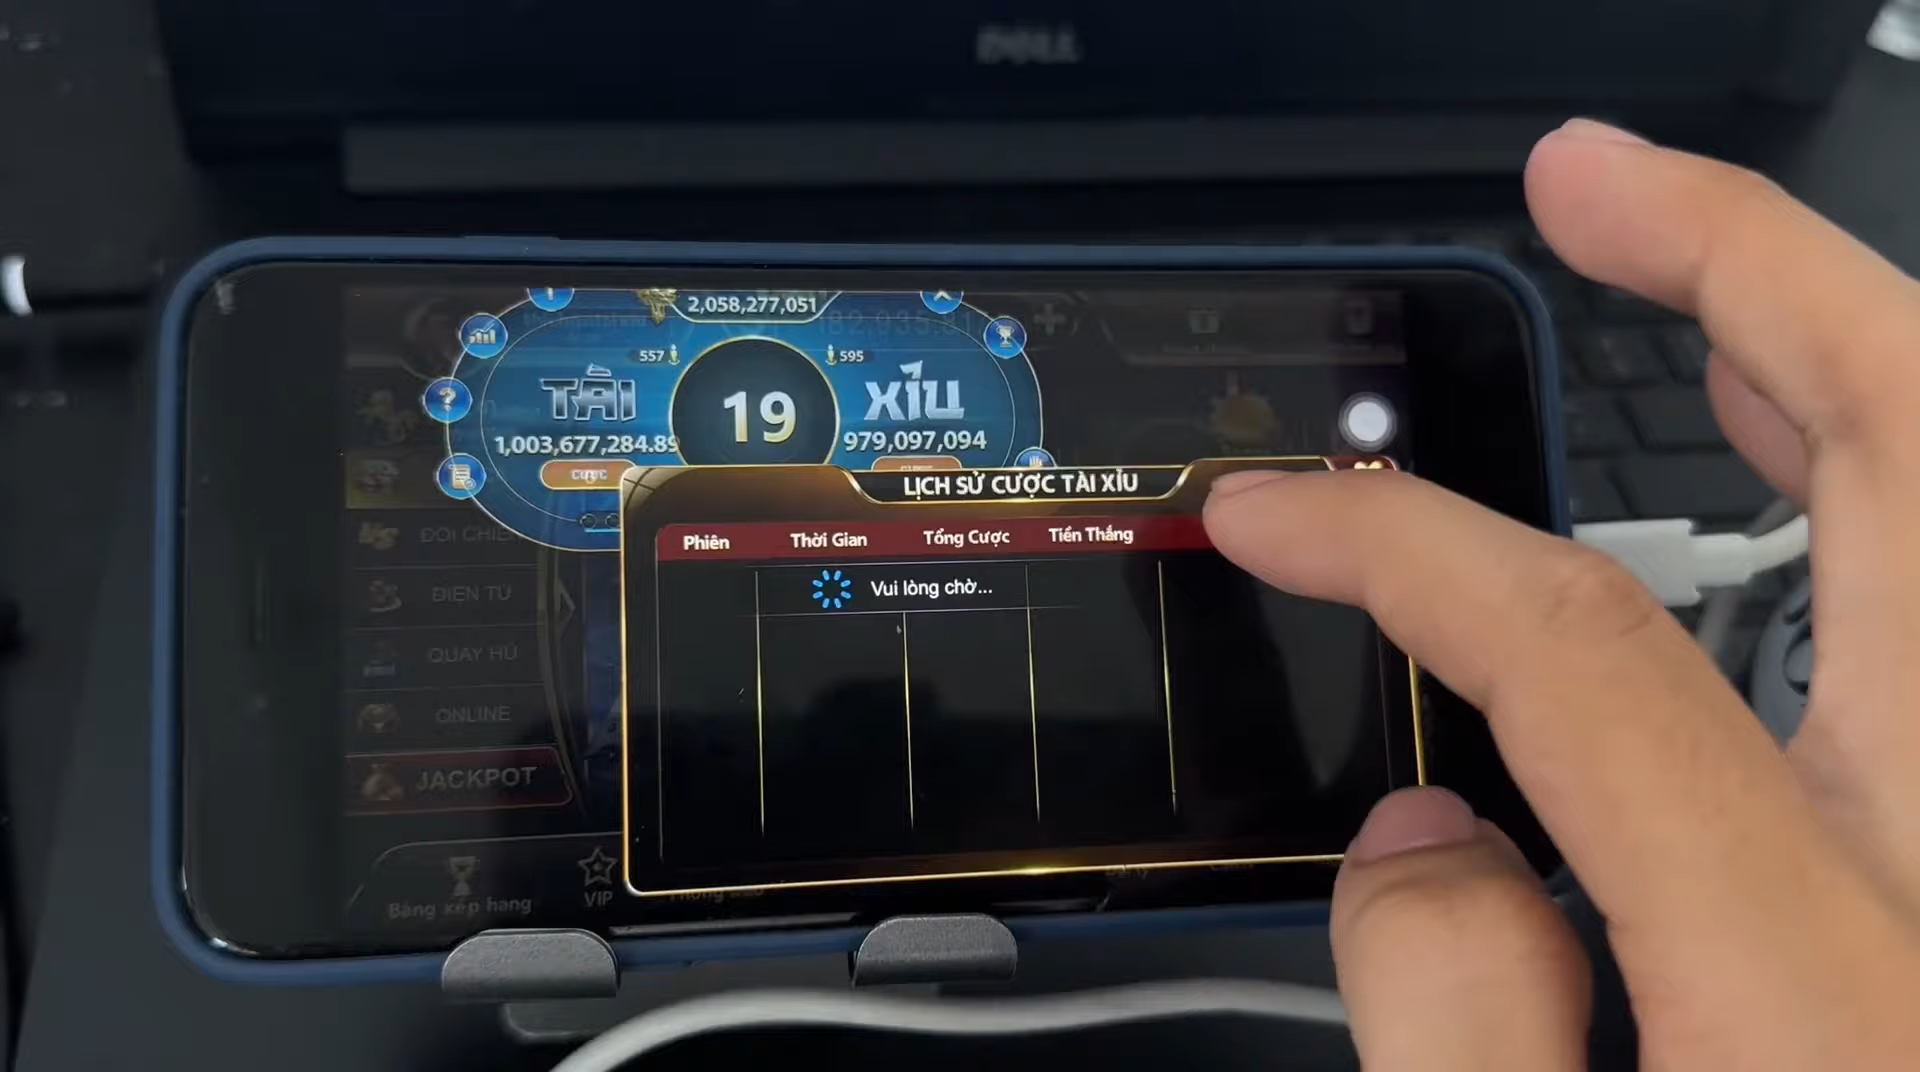 DELL
2,058,277,051
557
595
TÀI
19
XỈU
1,003,677,284.89
979,097,094
CƯỢC
LỊCH SỬ CƯỢC TÀI XỈU
Phiên
Thời Gian
Tổng Cược
Tiền Thắng
Vui lòng chờ...
ĐIỆN TỬ
QUAY HŨ
ONLINE
JACKPOT
Bảng xếp hạng
VIP